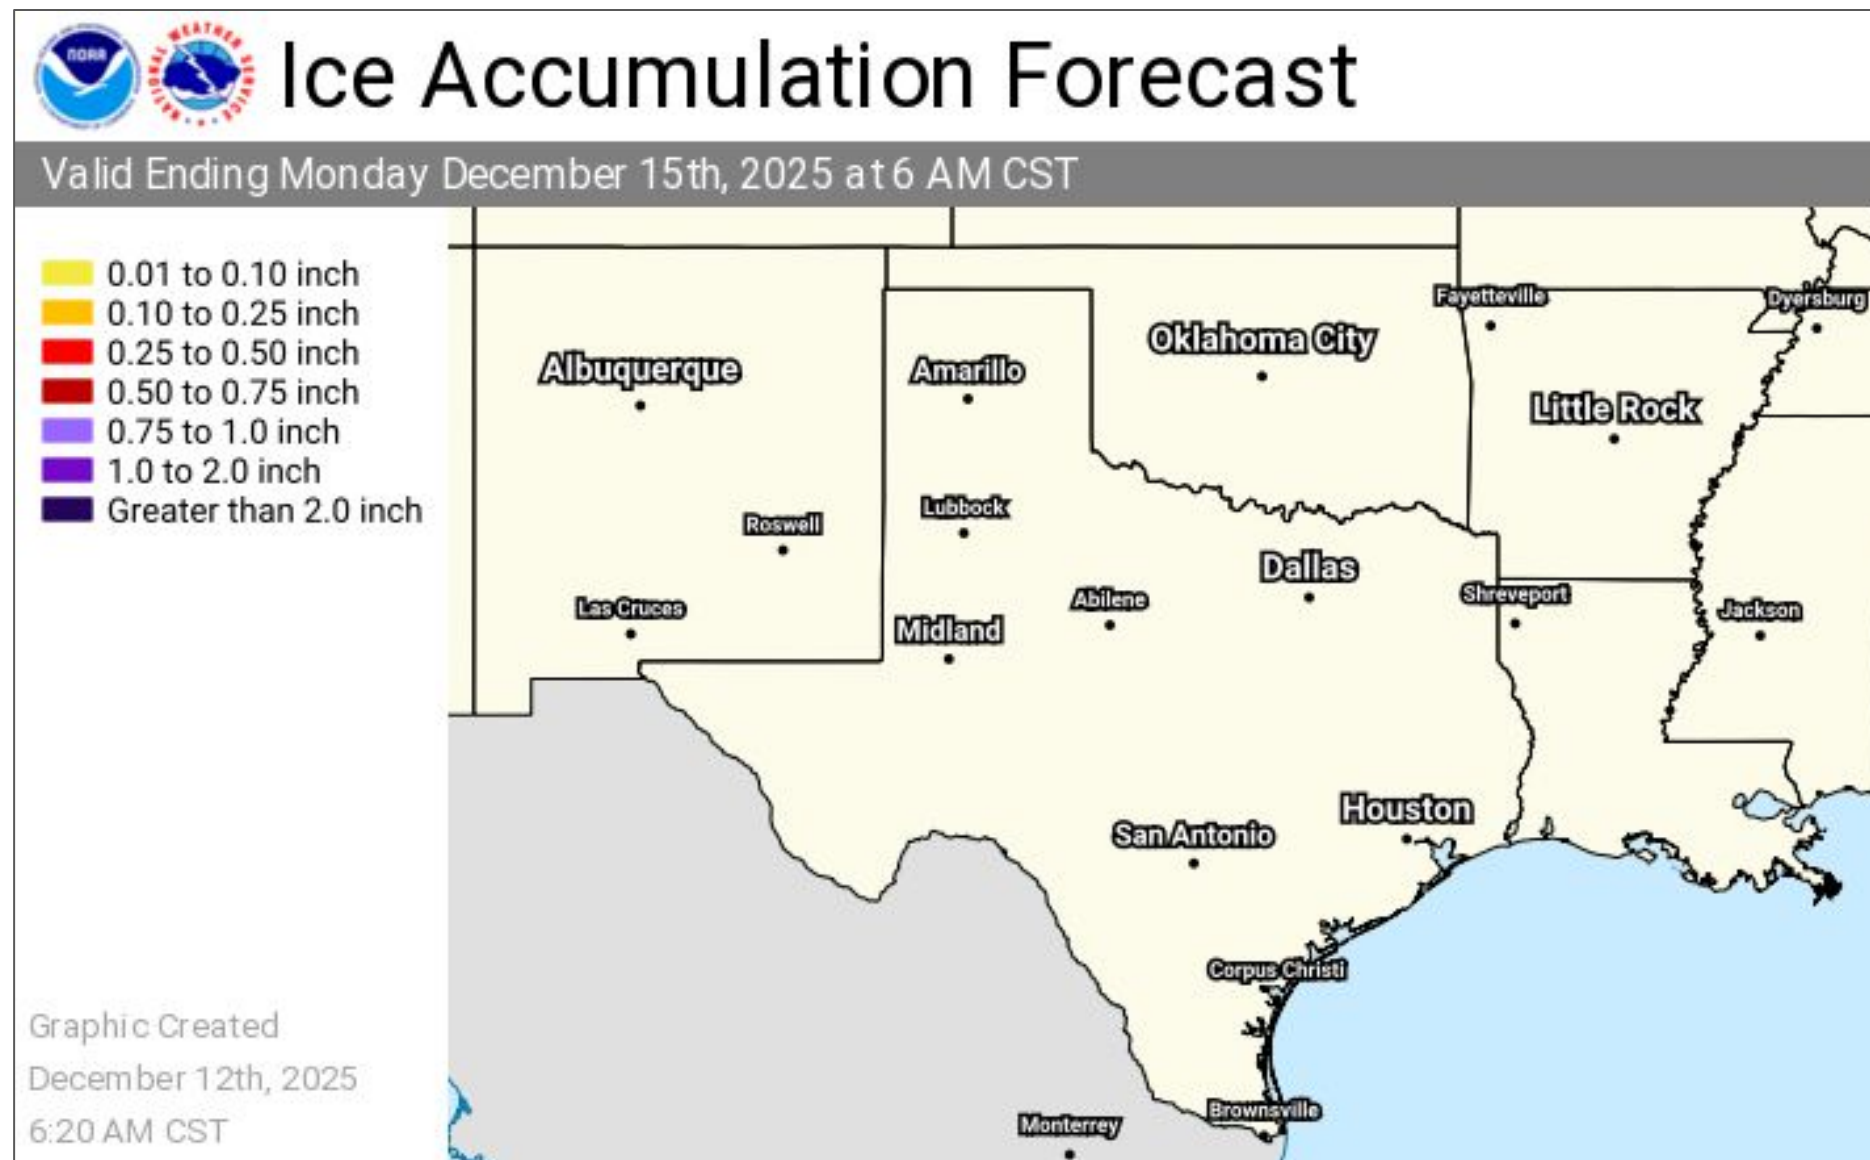 NOAA
NATIONAL WEATHER SERVICE
Ice Accumulation Forecast
Valid Ending Monday December 15th, 2025 at 6 AM CST
0.01 to 0.10 inch
0.10 to 0.25 inch
0.25 to 0.50 inch
0.50 to 0.75 inch
0.75 to 1.0 inch
1.0 to 2.0 inch
Greater than 2.0 inch
Fayetteville
Dyersburg
Oklahoma City
Albuquerque
Amarillo
Little Rock
Lubbock
Roswell
Dallas
Shreveport
Abilene
Las Cruces
Jackson
Midland
Houston
San Antonio
Corpus Christi
Brownsville
Monterrey
Graphic Created
December 12th, 2025
6:20 AM CST